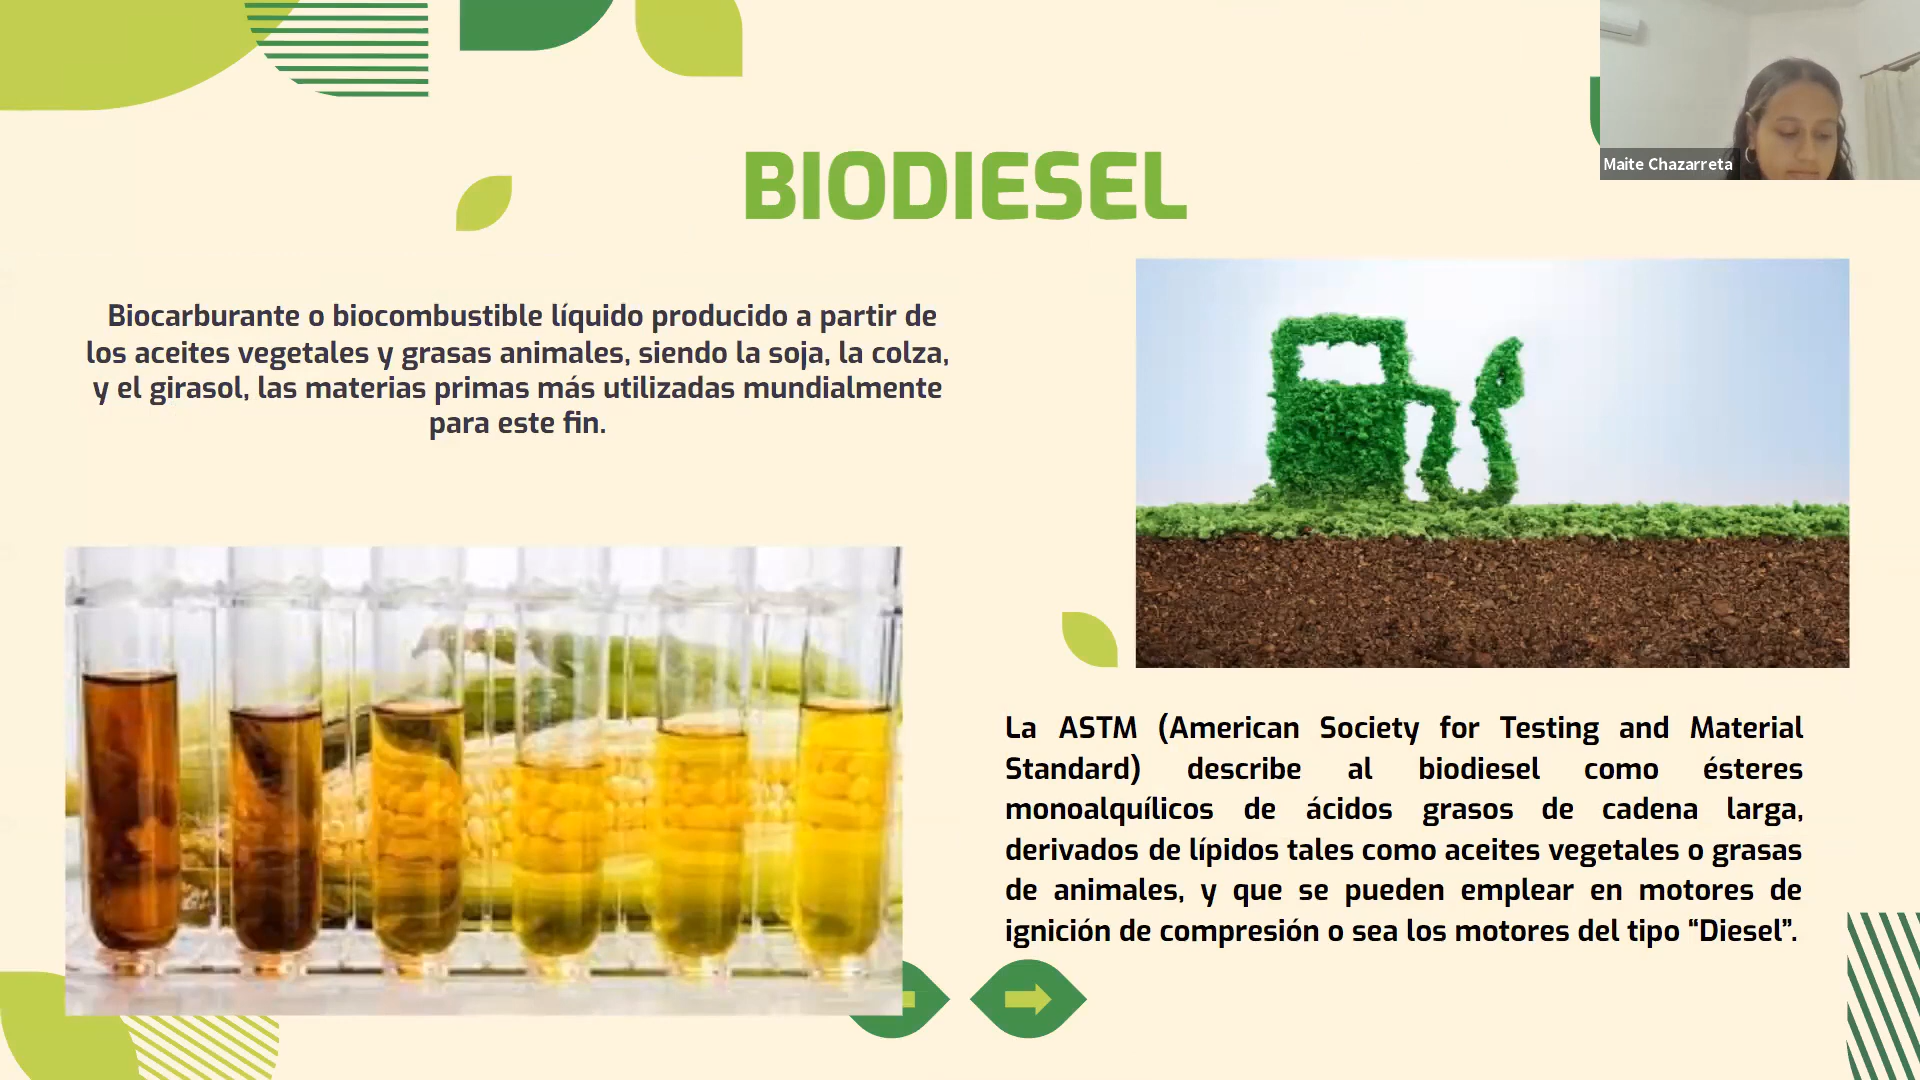 Maite Chazarreta
BIODIESEL
Biocarburante o biocombustible líquido producido a partir de
los aceites vegetales y grasas animales, siendo la soja, la colza,
y el girasol, las materias primas más utilizadas mundialmente
para este fin.
La ASTM (American Society for Testing and Material
Standard) describe al biodiesel como ésteres
monoalquílicos de ácidos grasos de cadena larga,
derivados de lípidos tales como aceites vegetales o grasas
de animales, y que se pueden emplear en motores de
ignición de compresión o sea los motores del tipo “Diesel”.